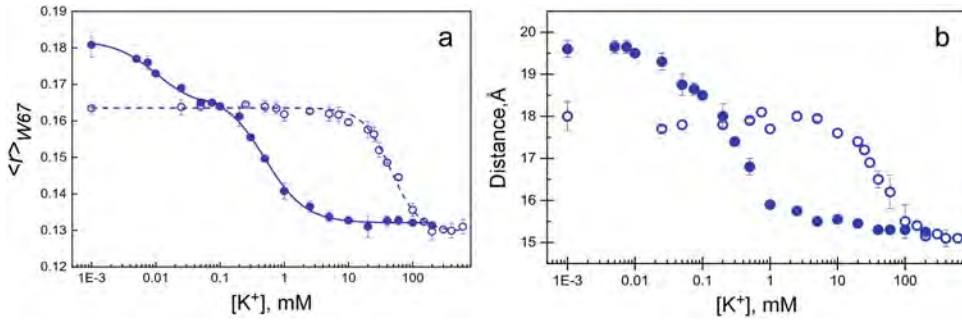 a
0.19
0.18
0.17
0.16
0.15
0.14
0.13
0.12
<r>W67
1E-3 0.01 0.1 1 10 100
[K+], mM
b
20
19
18
17
16
15
Distance,Å
1E-3 0.01 0.1 1 10 100
[K+], mM